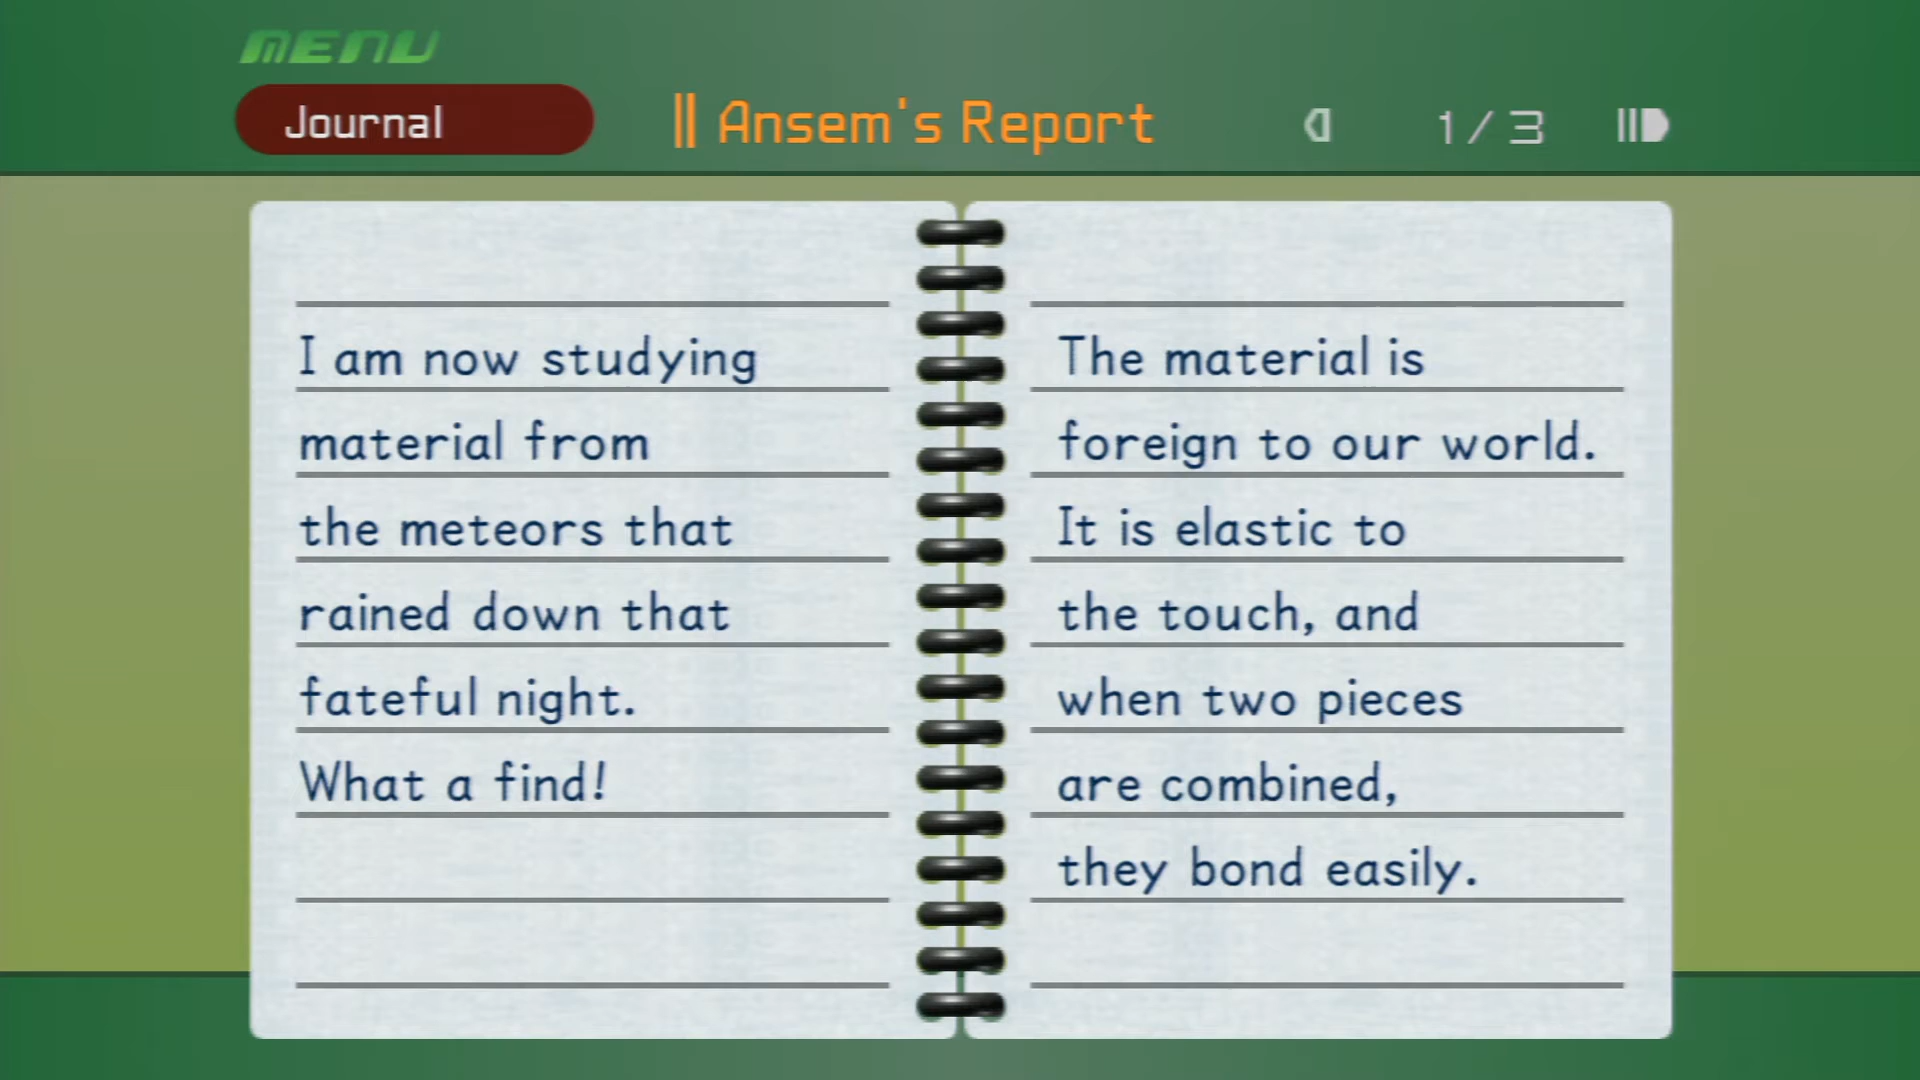 MENU
Journal
Ansem's Report
1/3
I am now studying
material from
the meteors that
rained down that
fateful night.
What a find!
The material is
foreign to our world.
It is elastic to
the touch, and
when two pieces
are combined,
they bond easily.